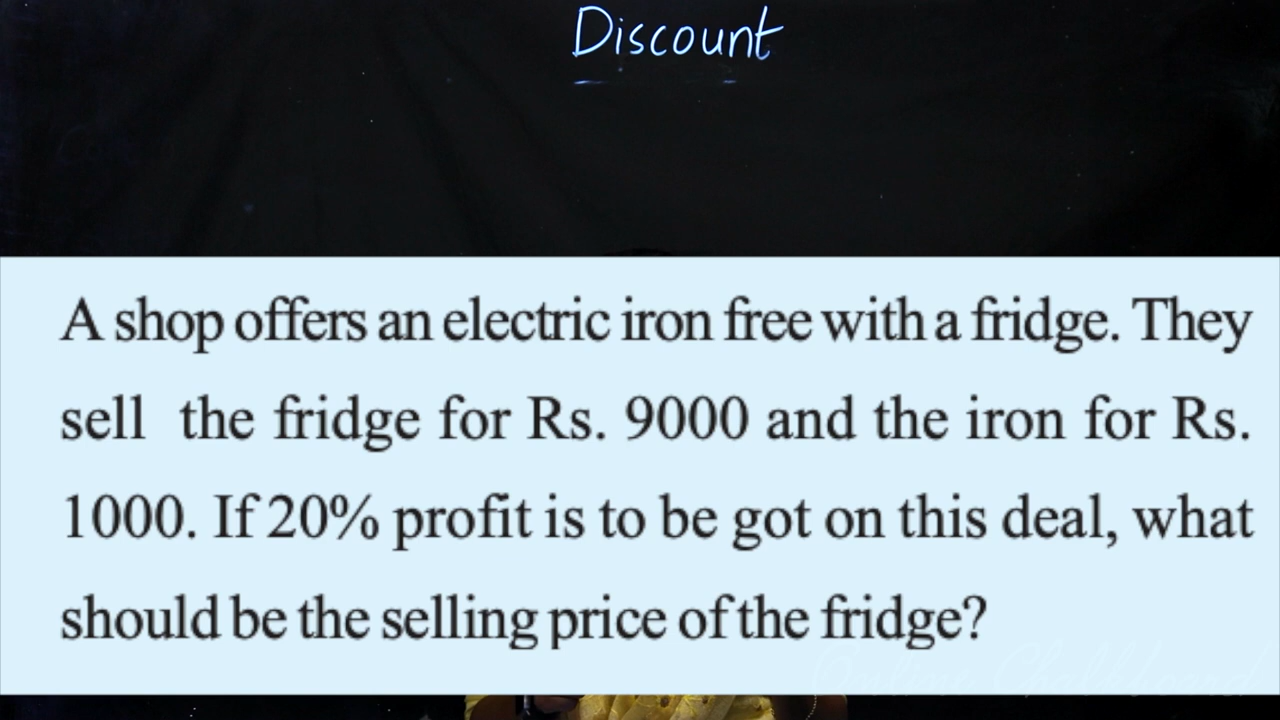 Discount
A shop offers an electric iron free with a fridge. They
sell the fridge for Rs. 9000 and the iron for Rs.
1000. If 20% profit is to be got on this deal, what
should be the selling price of the fridge?
Online Chalkboard